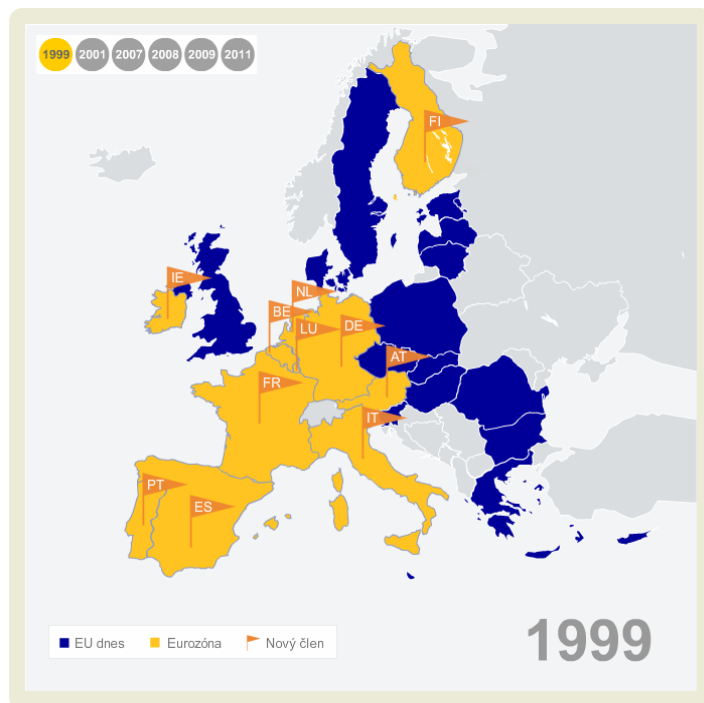 1999 2001 2007 2008 2009 2011
FI
IE
NL
BE
LU
DE
AT
FR
IT
PT
ES
1999
EU dnes Eurozóna Nový člen